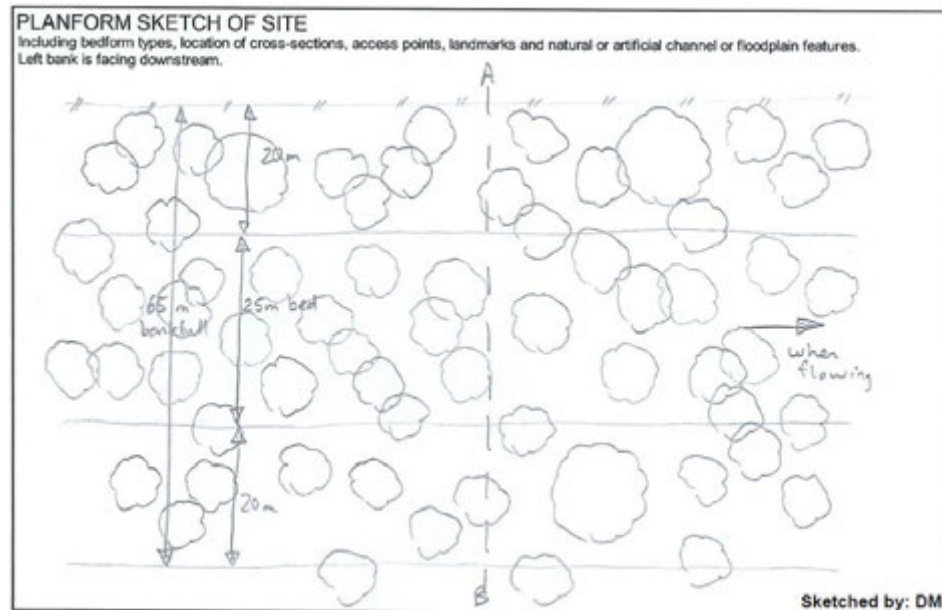 PLANFORM SKETCH OF SITE
Including bedform types, location of cross-sections, access points, landmarks and natural or artificial channel or floodplain features.
Left bank is facing downstream.
A
20m
65 m
bankfull
25m bed
when
flowing
20m
B
Sketched by: DM